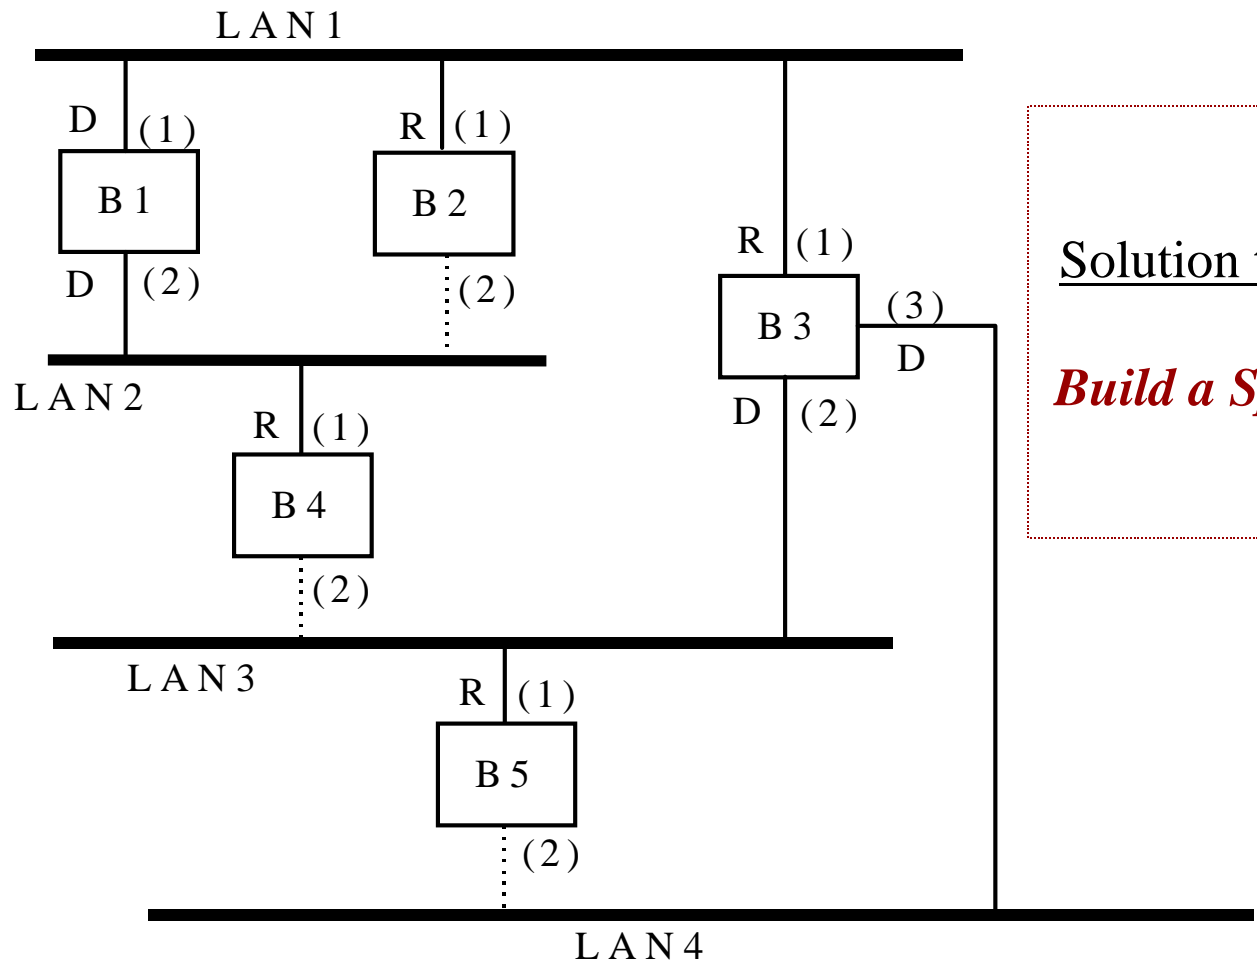 LAN1
D (1)
R (1)
B1
B2
D (2)
(2)
R (1)
(3)
B3
D
LAN2
D (2)
R (1)
B4
(2)
LAN3
R (1)
B5
(2)
LAN4
Solution
Build a